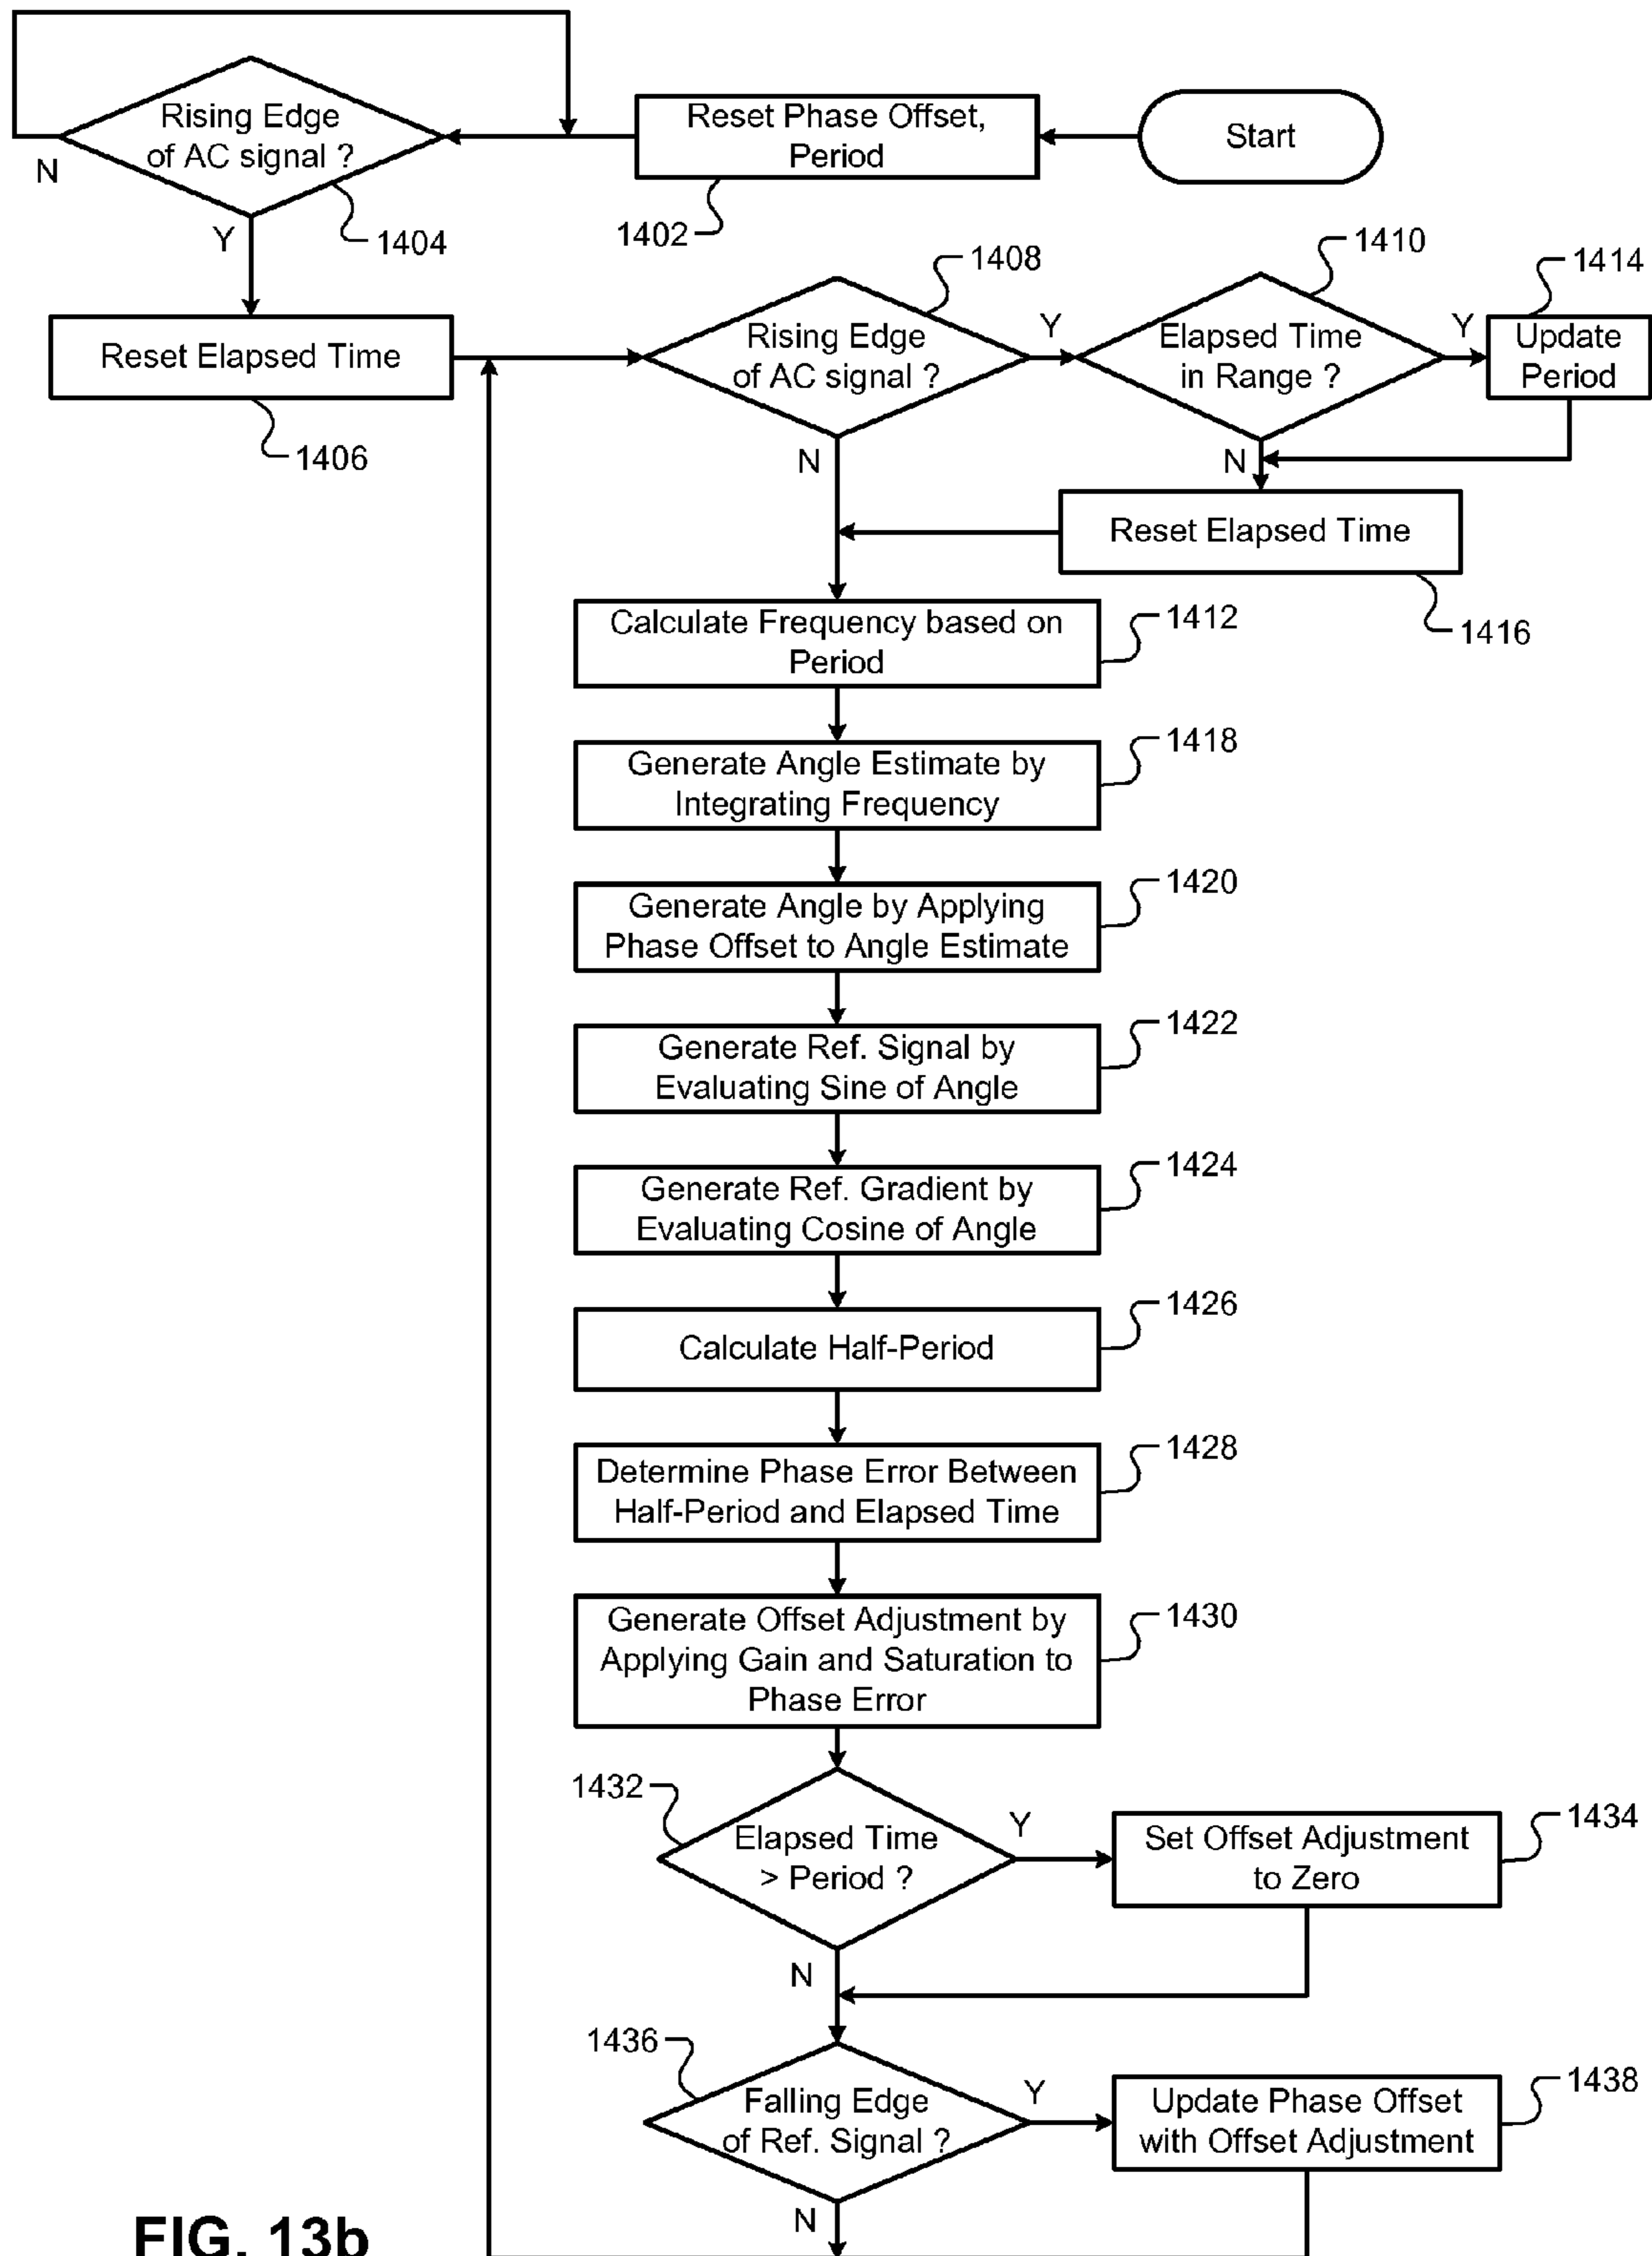 Start
Reset Phase Offset,
Period
1402
Rising Edge
of AC signal ?
N
Y
1404
Reset Elapsed Time
1406
Rising Edge
of AC signal ?
1408
Y
N
Elapsed Time
in Range ?
1410
Y
N
Update
Period
1414
Reset Elapsed Time
1416
Calculate Frequency based on
Period
1412
Generate Angle Estimate by
Integrating Frequency
1418
Generate Angle by Applying
Phase Offset to Angle Estimate
1420
Generate Ref. Signal by
Evaluating Sine of Angle
1422
Generate Ref. Gradient by
Evaluating Cosine of Angle
1424
Calculate Half-Period
1426
Determine Phase Error Between
Half-Period and Elapsed Time
1428
Generate Offset Adjustment by
Applying Gain and Saturation to
Phase Error
1430
1432
Elapsed Time
> Period ?
Y
N
Set Offset Adjustment
to Zero
1434
1436
Falling Edge
of Ref. Signal ?
Y
N
Update Phase Offset
with Offset Adjustment
1438
FIG. 13b